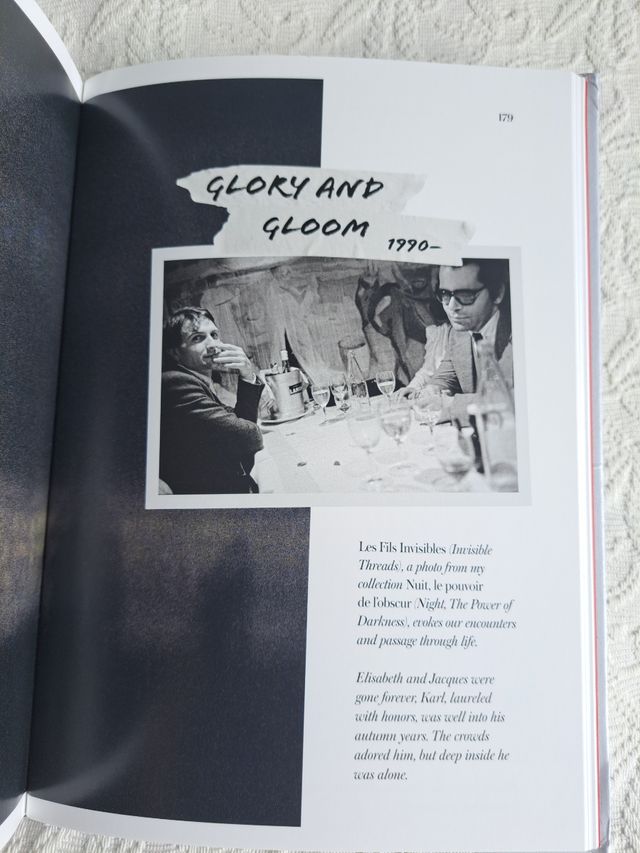 179
GLORY AND
GLOOM 1990–
Les Fils Invisibles (Invisible
Threads), a photo from my
collection Nuit, le pouvoir
de l'obscur (Night, The Power of
Darkness), evokes our encounters
and passage through life.
Elisabeth and Jacques were
gone forever, Karl, laureled
with honors, was well into his
autumn years. The crowds
adored him, but deep inside he
was alone.